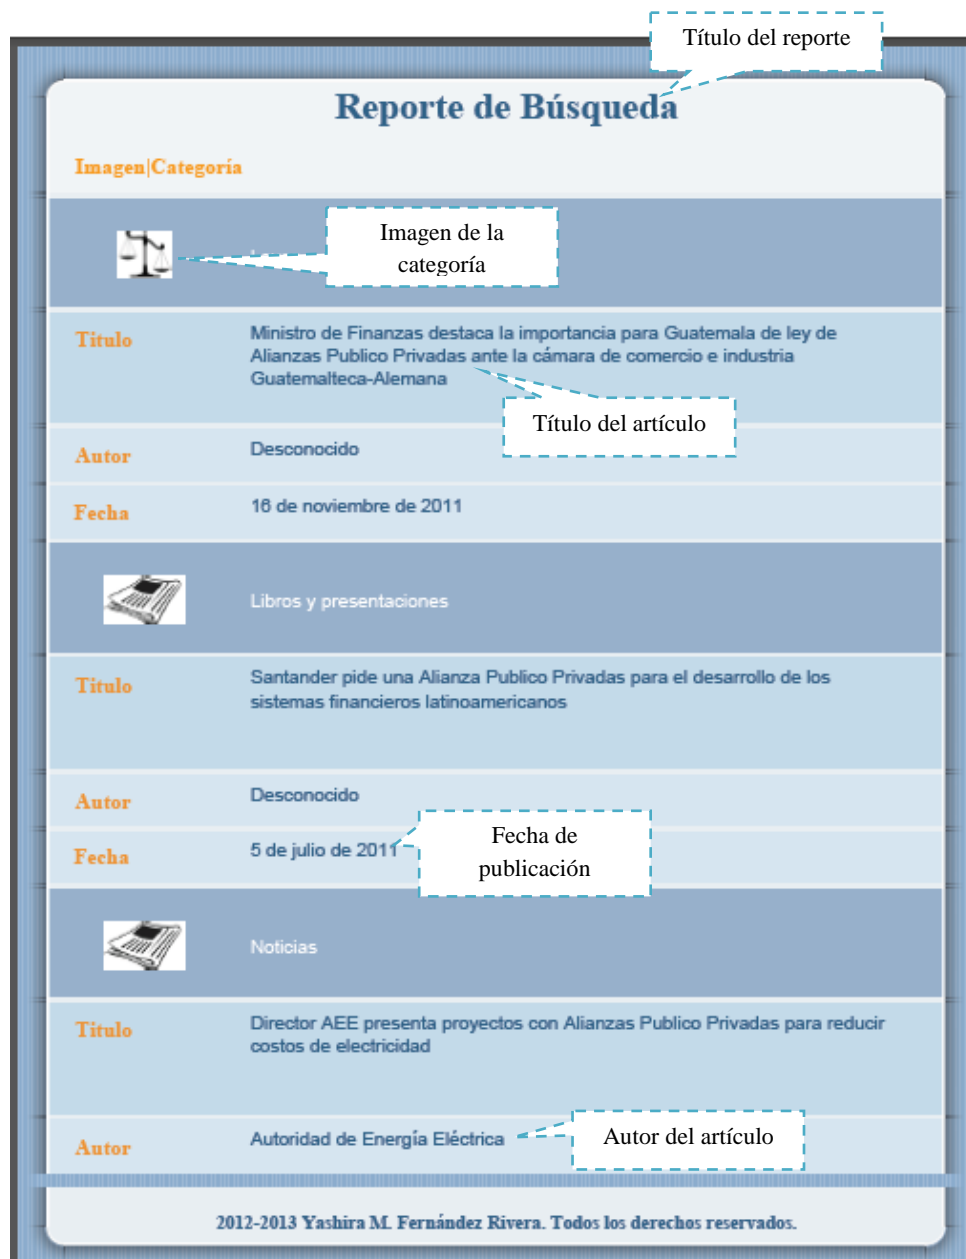 Título del reporte
Reporte de Búsqueda
Imagen|Categoría
Imagen de la
categoría
Titulo
Ministro de Finanzas destaca la importancia para Guatemala de ley de
Alianzas Publico Privadas ante la cámara de comercio e industria
Guatemalteca-Alemana
Título del artículo
Autor
Desconocido
Fecha
16 de noviembre de 2011
Libros y presentaciones
Titulo
Santander pide una Alianza Publico Privadas para el desarrollo de los
sistemas financieros latinoamericanos
Autor
Desconocido
Fecha
5 de julio de 2011
Fecha de
publicación
Noticias
Titulo
Director AEE presenta proyectos con Alianzas Publico Privadas para reducir
costos de electricidad
Autor
Autoridad de Energía Eléctrica
Autor del artículo
2012-2013 Yashira M. Fernández Rivera. Todos los derechos reservados.